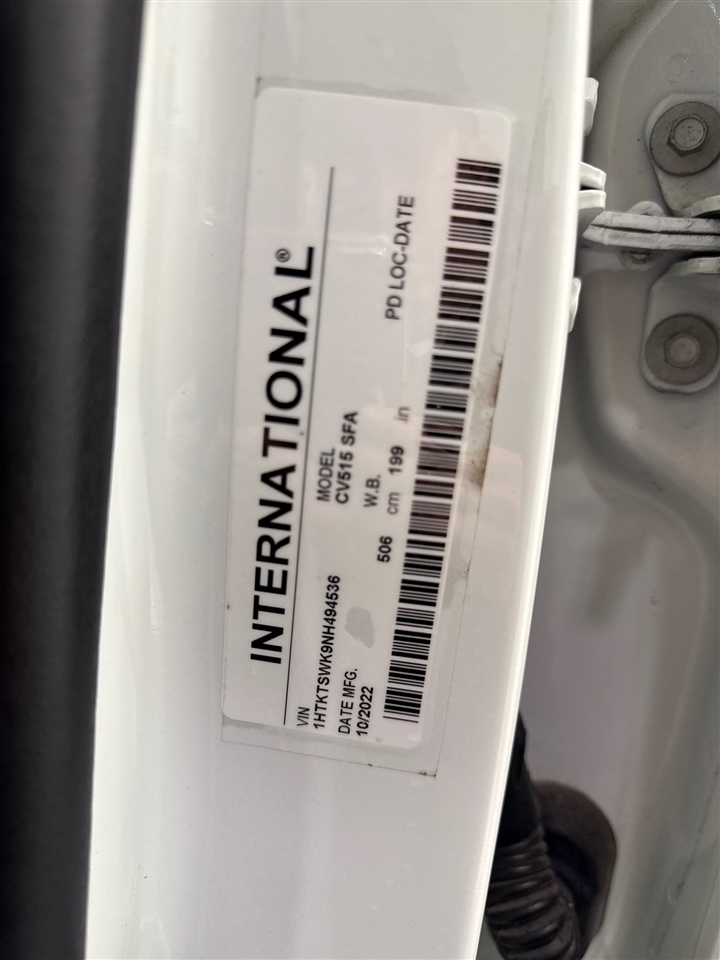 INTERNATIONAL®
VIN
1HTKTSWK9NH494536
MODEL
CV515 SFA
DATE MFG.
10/2022
W.B.
506 cm 199 in
PD LOC-DATE